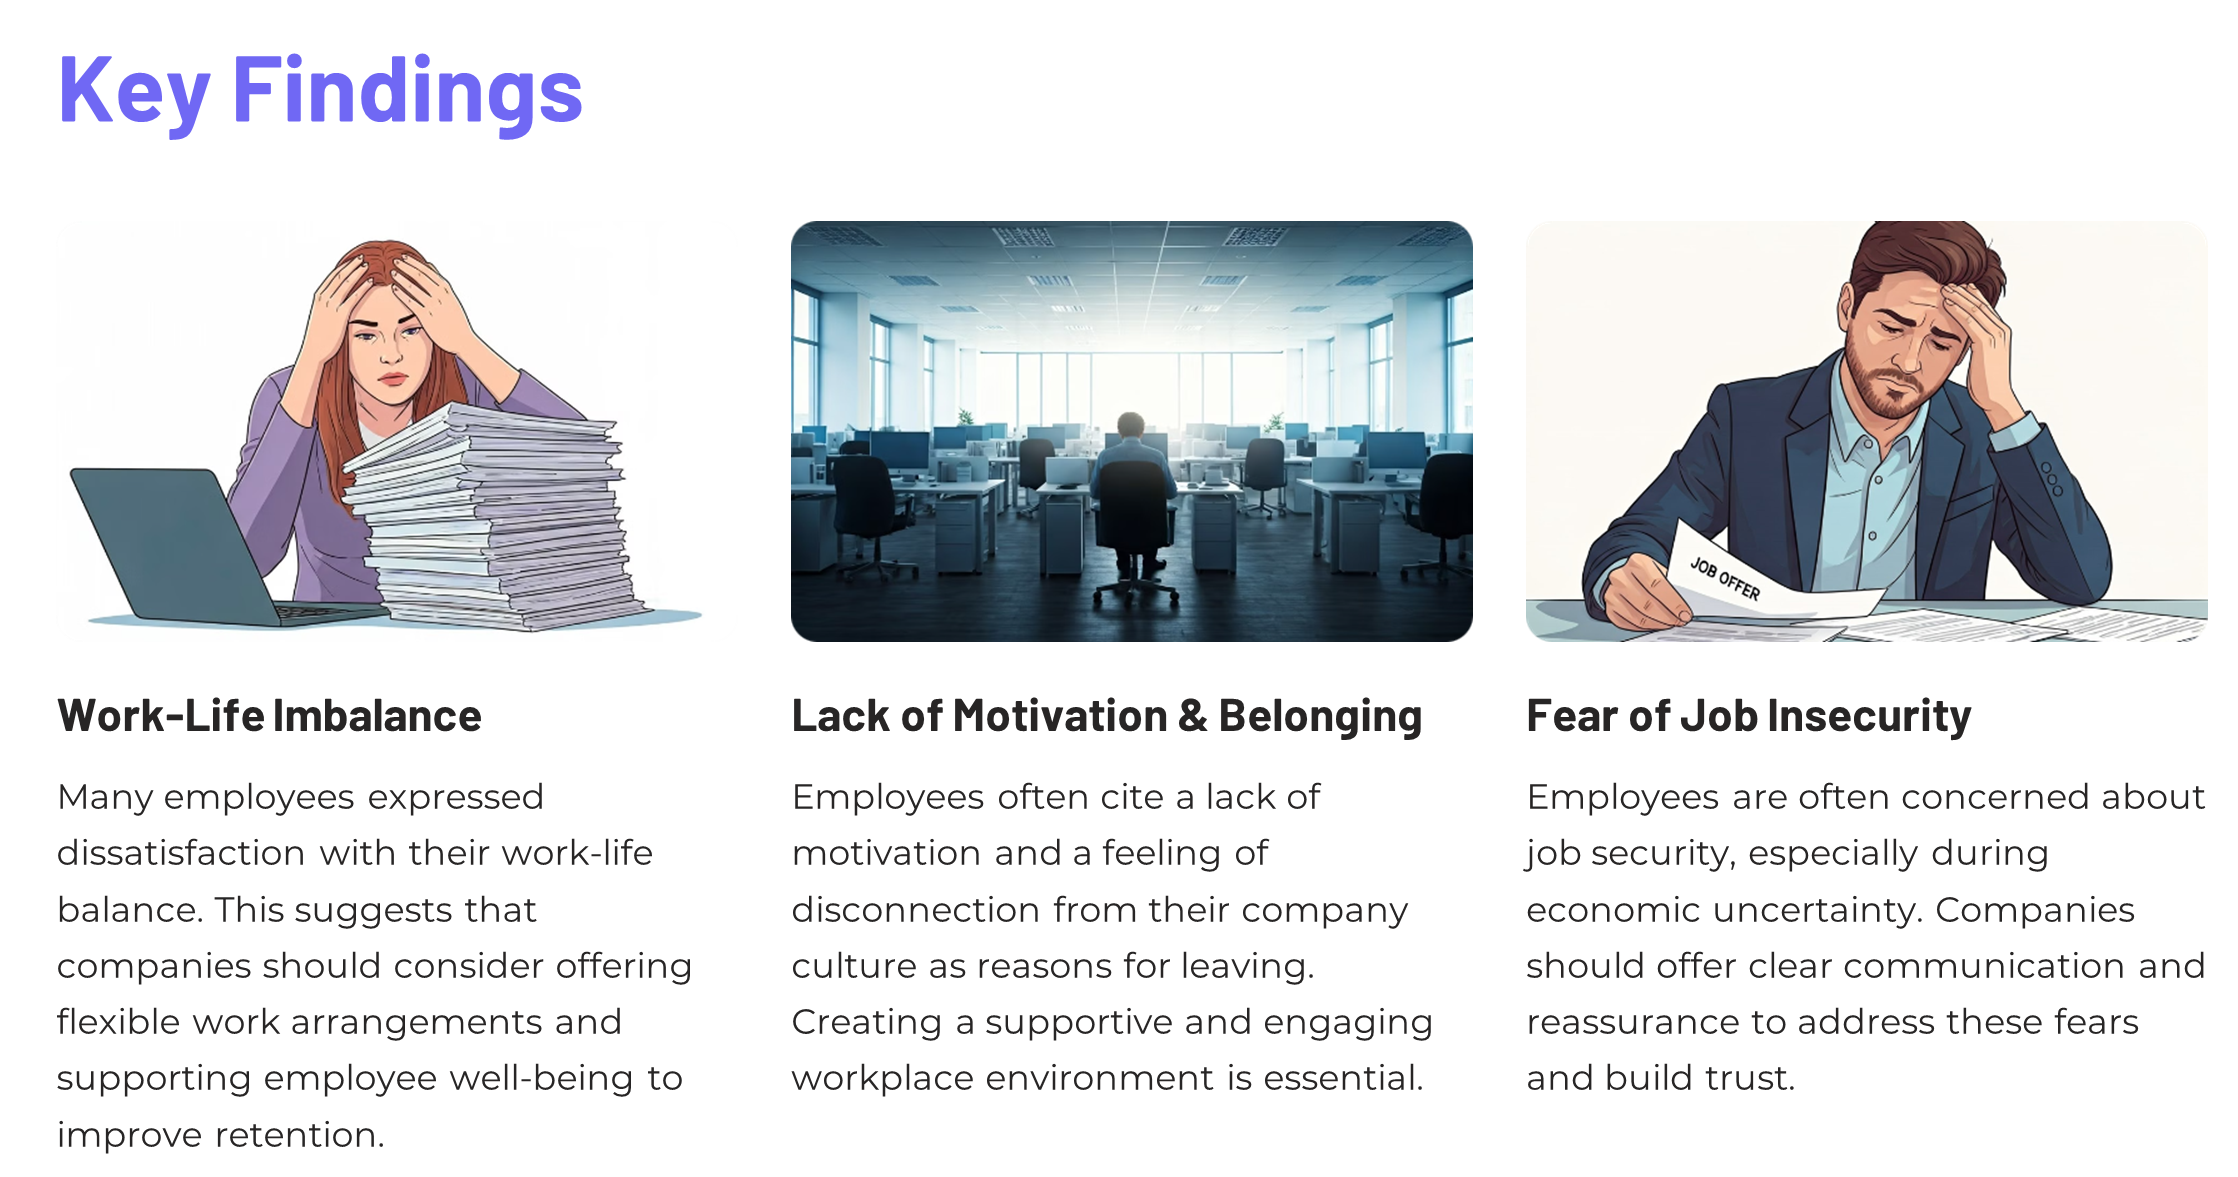 Key Findings
JOB OFFER
Work-Life Imbalance
Many employees expressed
dissatisfaction with their work-life
balance. This suggests that
companies should consider offering
flexible work arrangements and
supporting employee well-being to
improve retention.
Lack of Motivation & Belonging
Employees often cite a lack of
motivation and a feeling of
disconnection from their company
culture as reasons for leaving.
Creating a supportive and engaging
workplace environment is essential.
Fear of Job Insecurity
Employees are often concerned about
job security, especially during
economic uncertainty. Companies
should offer clear communication and
reassurance to address these fears
and build trust.